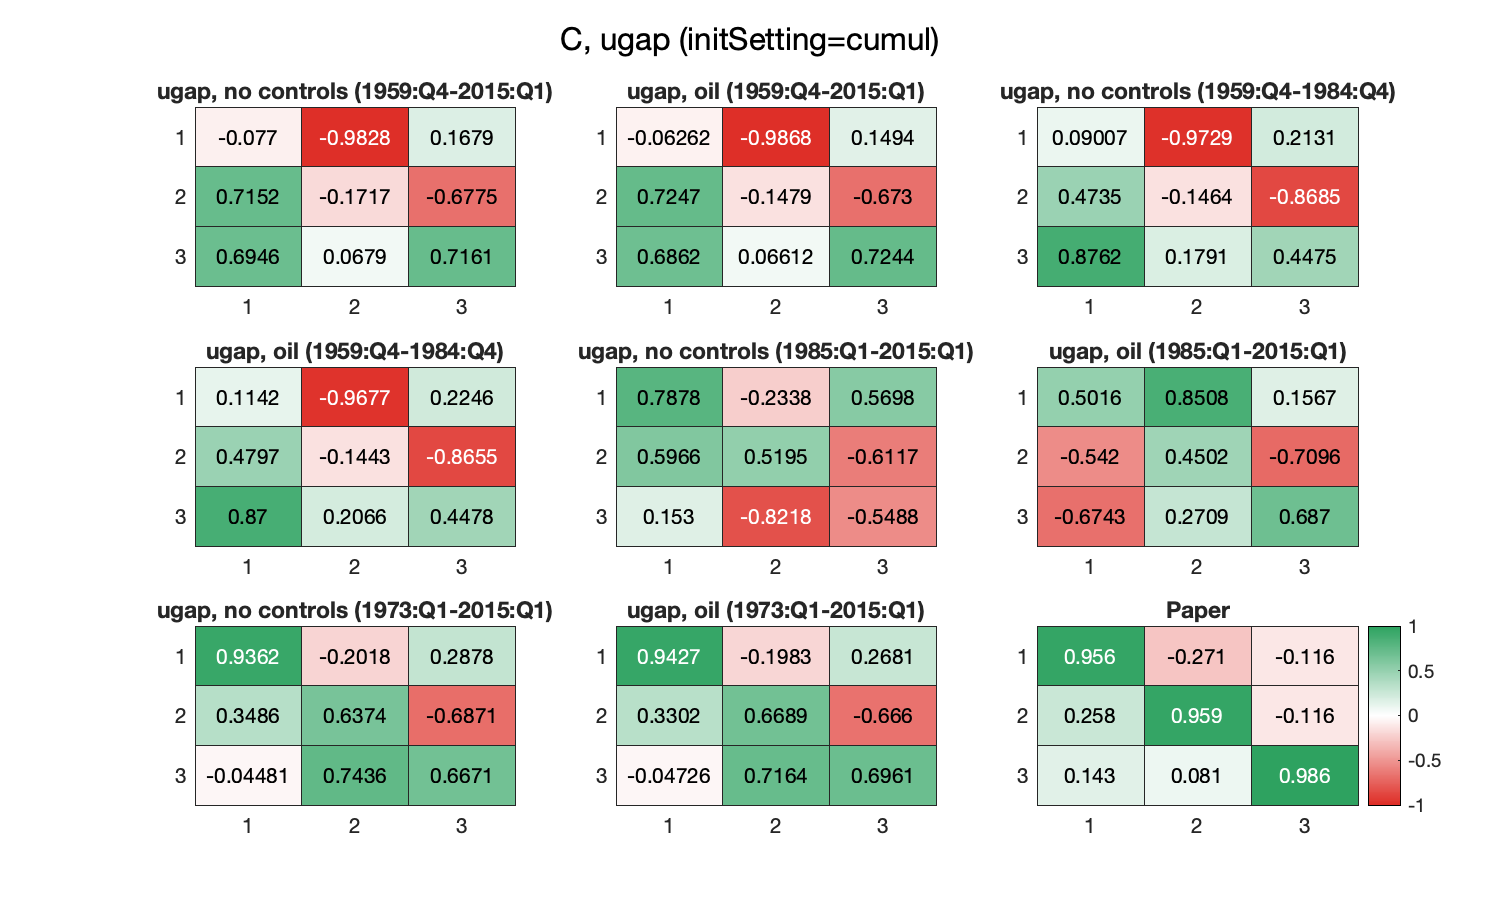 C, ugap (initSetting=cumul)
ugap, no controls (1959:Q4-2015:Q1)
1 -0.077 -0.9828 0.1679
2 0.7152 -0.1717 -0.6775
3 0.6946 0.0679 0.7161
1 2 3
ugap, oil (1959:Q4-2015:Q1)
1 -0.06262 -0.9868 0.1494
2 0.7247 -0.1479 -0.673
3 0.6862 0.06612 0.7244
1 2 3
ugap, no controls (1959:Q4-1984:Q4)
1 0.09007 -0.9729 0.2131
2 0.4735 -0.1464 -0.8685
3 0.8762 0.1791 0.4475
1 2 3
ugap, oil (1959:Q4-1984:Q4)
1 0.1142 -0.9677 0.2246
2 0.4797 -0.1443 -0.8655
3 0.87 0.2066 0.4478
1 2 3
ugap, no controls (1985:Q1-2015:Q1)
1 0.7878 -0.2338 0.5698
2 0.5966 0.5195 -0.6117
3 0.153 -0.8218 -0.5488
1 2 3
ugap, oil (1985:Q1-2015:Q1)
1 0.5016 0.8508 0.1567
2 -0.542 0.4502 -0.7096
3 -0.6743 0.2709 0.687
1 2 3
ugap, no controls (1973:Q1-2015:Q1)
1 0.9362 -0.2018 0.2878
2 0.3486 0.6374 -0.6871
3 -0.04481 0.7436 0.6671
1 2 3
ugap, oil (1973:Q1-2015:Q1)
1 0.9427 -0.1983 0.2681
2 0.3302 0.6689 -0.666
3 -0.04726 0.7164 0.6961
1 2 3
Paper
1 0.956 -0.271 -0.116
2 0.258 0.959 -0.116
3 0.143 0.081 0.986
1 2 3
1
0.5
0
-0.5
-1